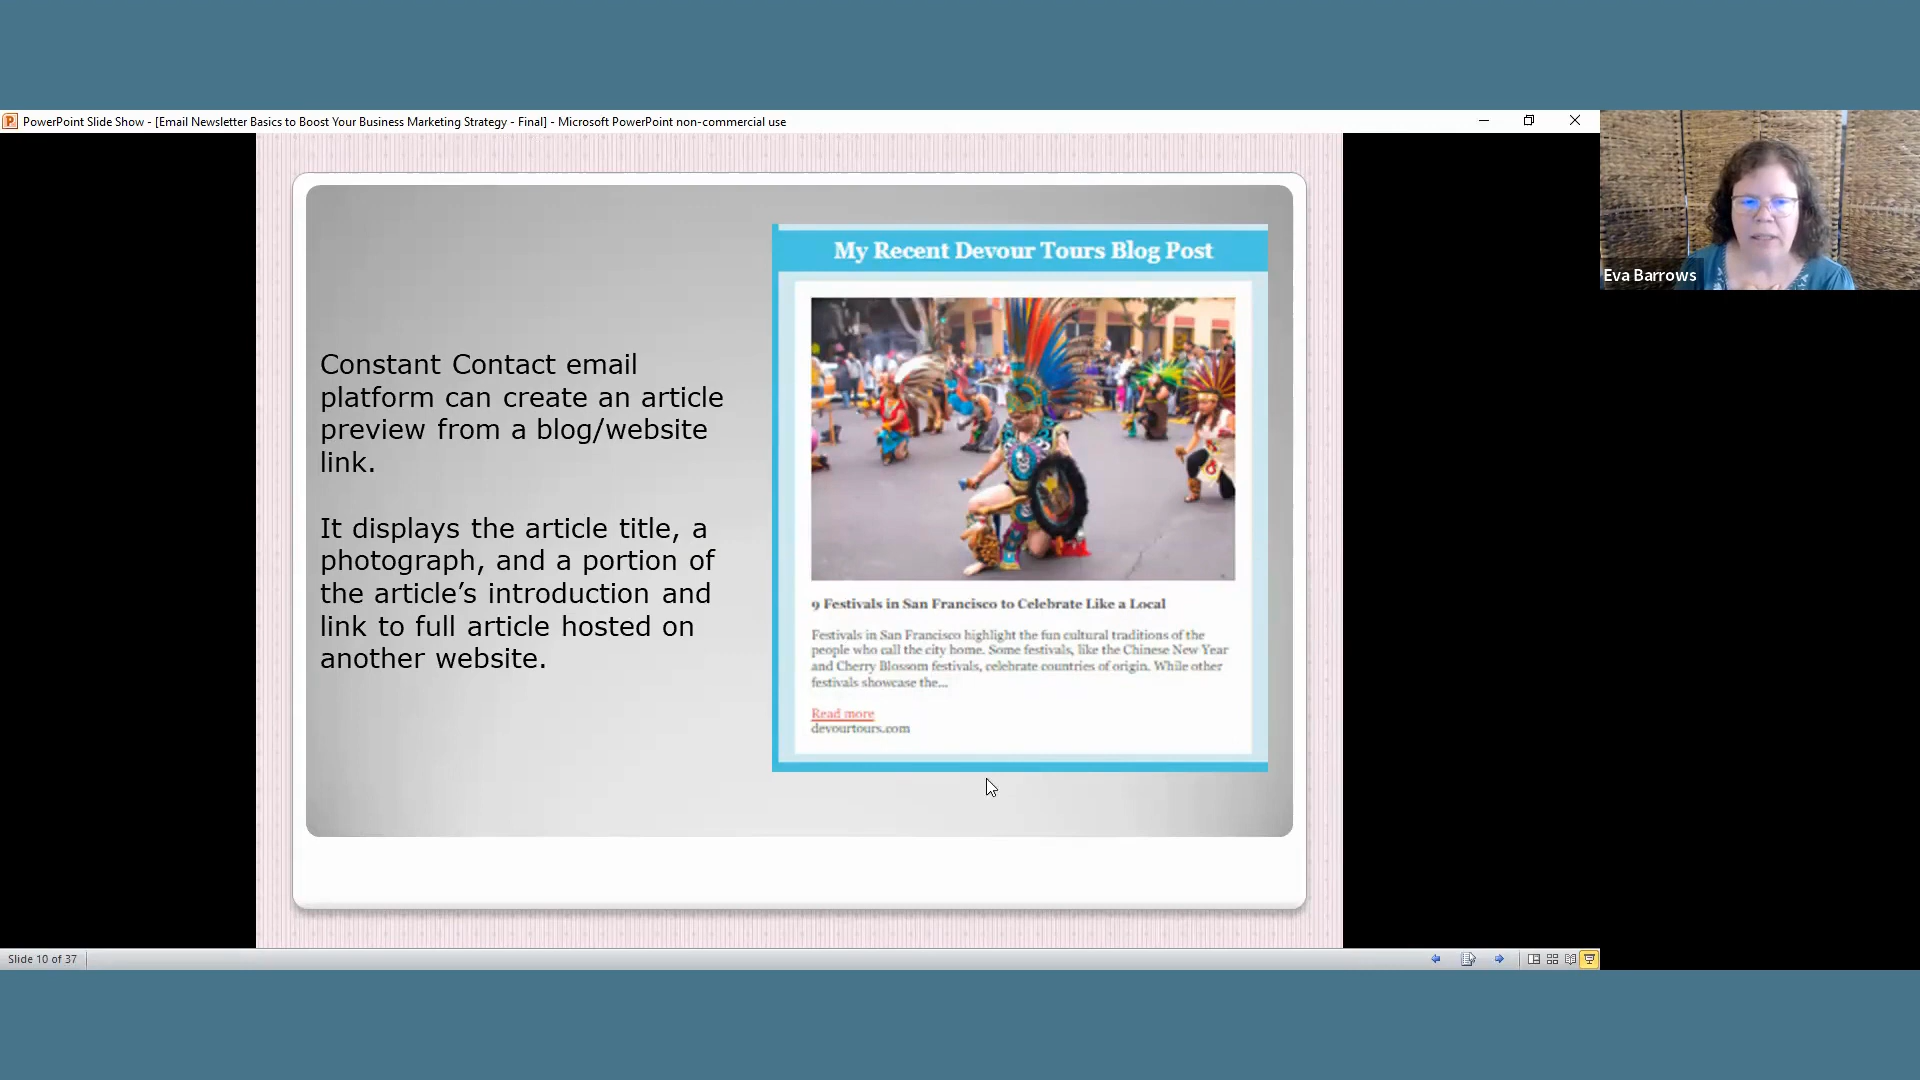 PowerPoint Slide Show - [Email Newsletter Basics to Boost Your Business Marketing Strategy - Final] - Microsoft PowerPoint non-commercial use
Eva Barrows
Constant Contact email
platform can create an article
preview from a blog/website
link.
It displays the article title, a
photograph, and a portion of
the article’s introduction and
link to full article hosted on
another website.
My Recent Devour Tours Blog Post
9 Festivals in San Francisco to Celebrate Like a Local
Festivals in San Francisco highlight the fun cultural traditions of the
people who call the city home. Some festivals, like the Chinese New Year
and Cherry Blossom festivals, celebrate countries of origin. While other
festivals showcase the...
Read more
devourtours.com
Slide 10 of 37